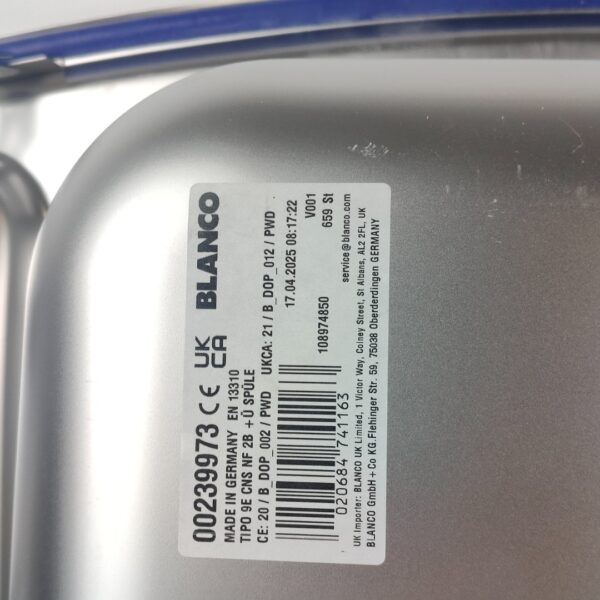 00239973 CE UK CA BLANCO
MADE IN GERMANY EN 13310
TIPO 9E CNS NF 2B +Ü SPÜLE
CE: 20 / B_DOP_002 / PWD UKCA: 21 / B_DOP_012 / PWD
17.04.2025 08:17:22
V001
108974850
659 St
020684 741163
service@blanco.com
UK Importer: BLANCO UK Limited, 1 Victor Way, Colney Street, St Albans, AL2 2FL, UK
BLANCO GmbH + Co KG.Flehinger Str. 59, 75038 Oberderdingen GERMANY